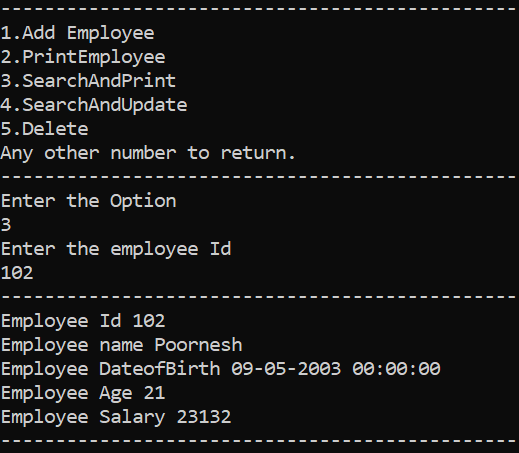 -----------------------------------------------
1.Add Employee
2.PrintEmployee
3.SearchAndPrint
4.SearchAndUpdate
5.Delete
Any other number to return.
-----------------------------------------------
Enter the Option
3
Enter the employee Id
102
-----------------------------------------------
Employee Id 102
Employee name Poornesh
Employee DateofBirth 09-05-2003 00:00:00
Employee Age 21
Employee Salary 23132
-----------------------------------------------